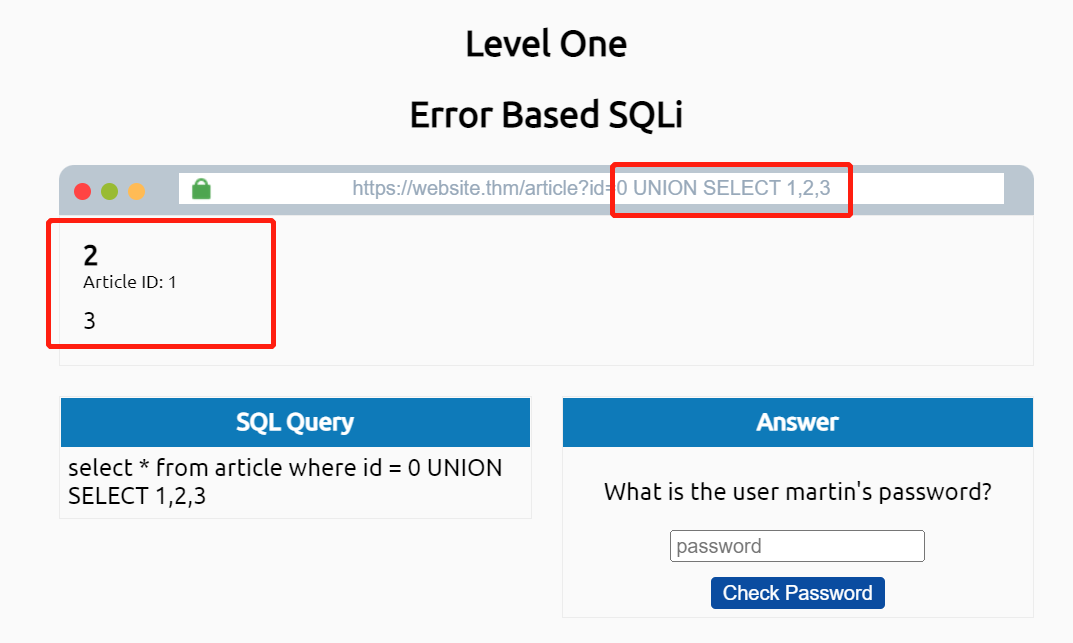 Level One
Error Based SQLi
https://website.thm/article?id=0 UNION SELECT 1,2,3
2
Article ID: 1
3
SQL Query
select * from article where id = 0 UNION
SELECT 1,2,3
Answer
What is the user martin's password?
password
Check Password